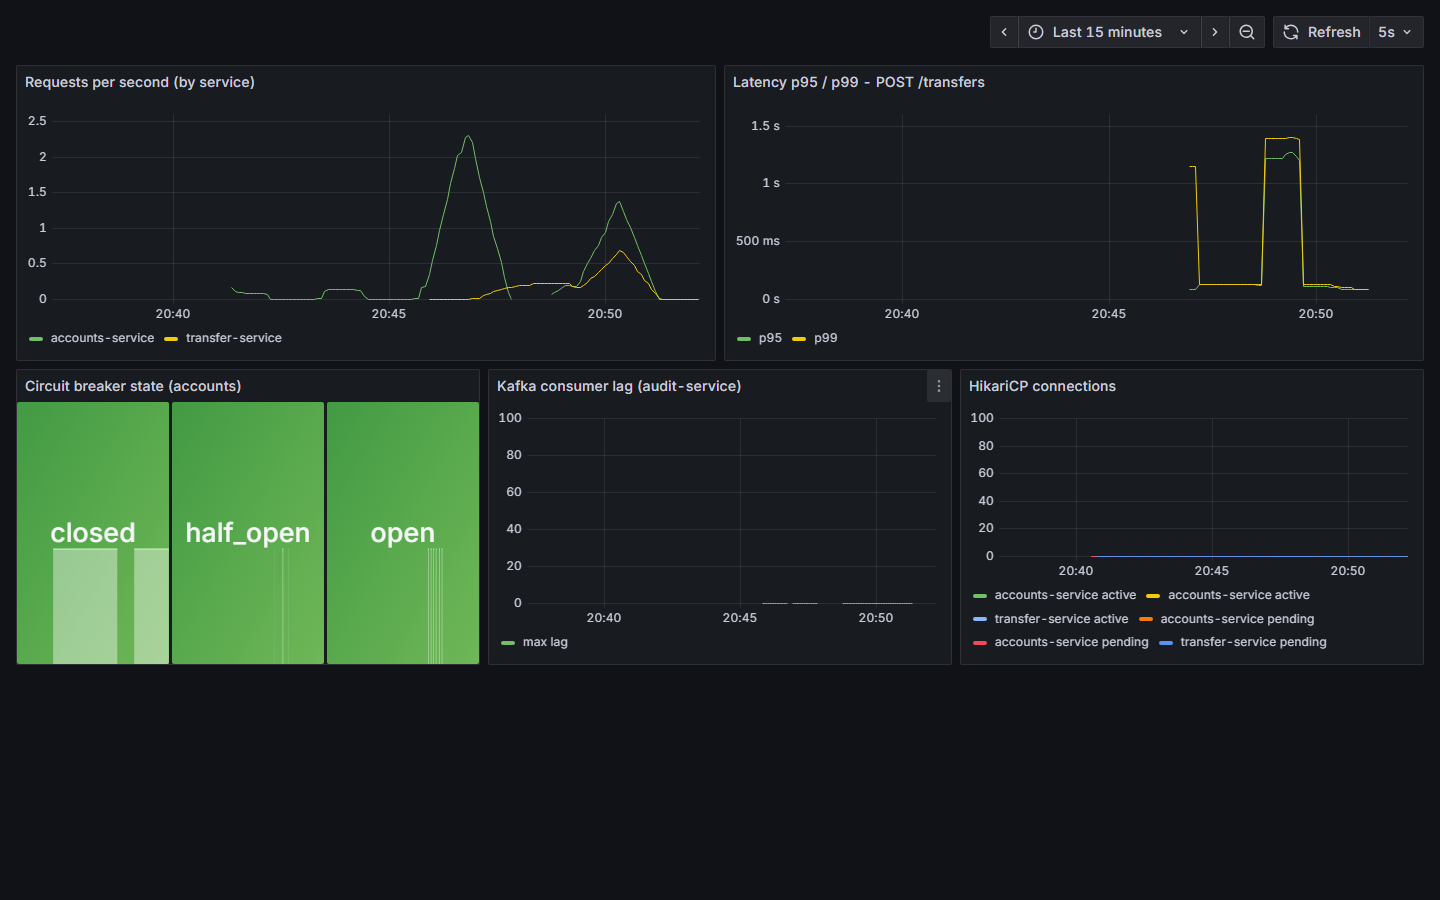 Last 15 minutes
Refresh
5s
Requests per second (by service)
2.5
2
1.5
1
0.5
0
20:40
20:45
20:50
accounts-service
transfer-service
Latency p95 / p99 - POST /transfers
1.5 s
1 s
500 ms
0 s
20:40
20:45
20:50
p95
p99
Circuit breaker state (accounts)
closed
half_open
open
Kafka consumer lag (audit-service)
100
80
60
40
20
0
20:40
20:45
20:50
max lag
HikariCP connections
100
80
60
40
20
0
20:40
20:45
20:50
accounts-service active
accounts-service active
transfer-service active
accounts-service pending
accounts-service pending
transfer-service pending